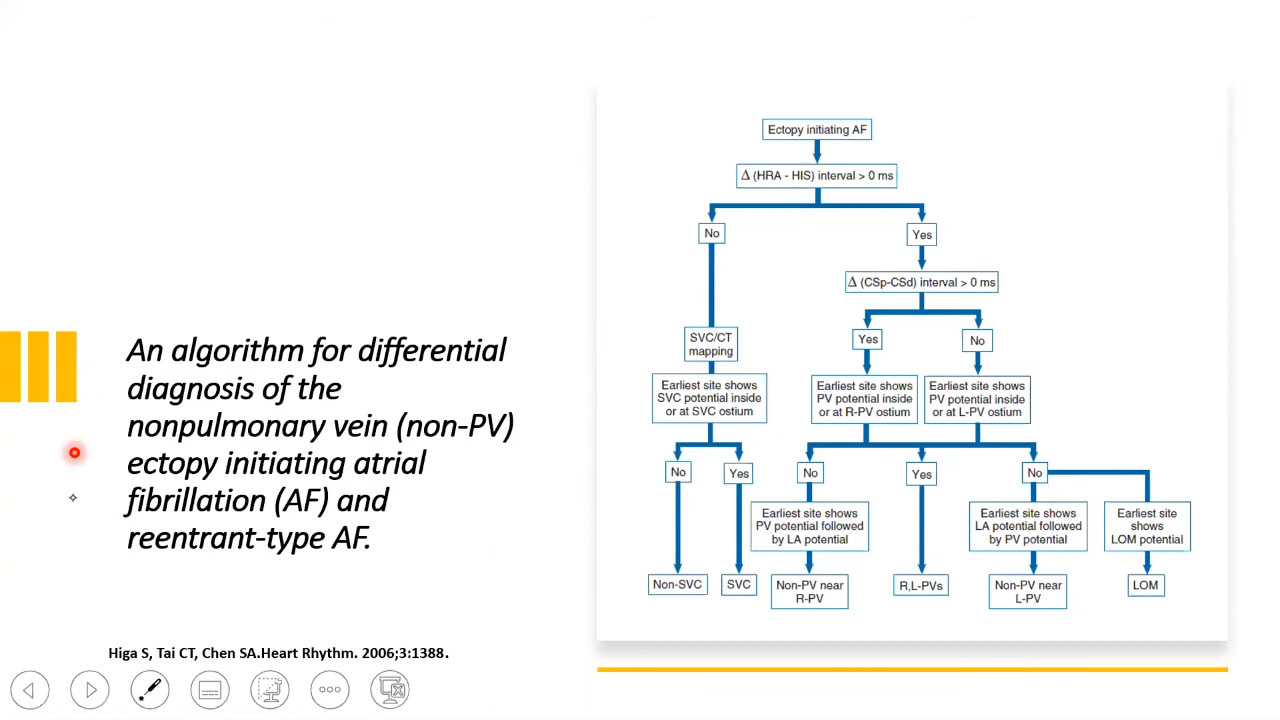 An algorithm for differential
diagnosis of the
nonpulmonary vein (non-PV)
ectopy initiating atrial
fibrillation (AF) and
reentrant-type AF.
Higa S, Tai CT, Chen SA.Heart Rhythm. 2006;3:1388.
Ectopy initiating AF
Δ (HRA - HIS) interval > 0 ms
No
Yes
Δ (CSp-CSd) interval > 0 ms
Yes
No
SVC/CT
mapping
Earliest site shows
SVC potential inside
or at SVC ostium
Earliest site shows
PV potential inside
or at R-PV ostium
Earliest site shows
PV potential inside
or at L-PV ostium
No
Yes
No
Yes
No
Earliest site shows
PV potential followed
by LA potential
Earliest site shows
LA potential followed
by PV potential
Earliest site
shows
LOM potential
Non-SVC
SVC
Non-PV near
R-PV
R,L-PVs
Non-PV near
L-PV
LOM